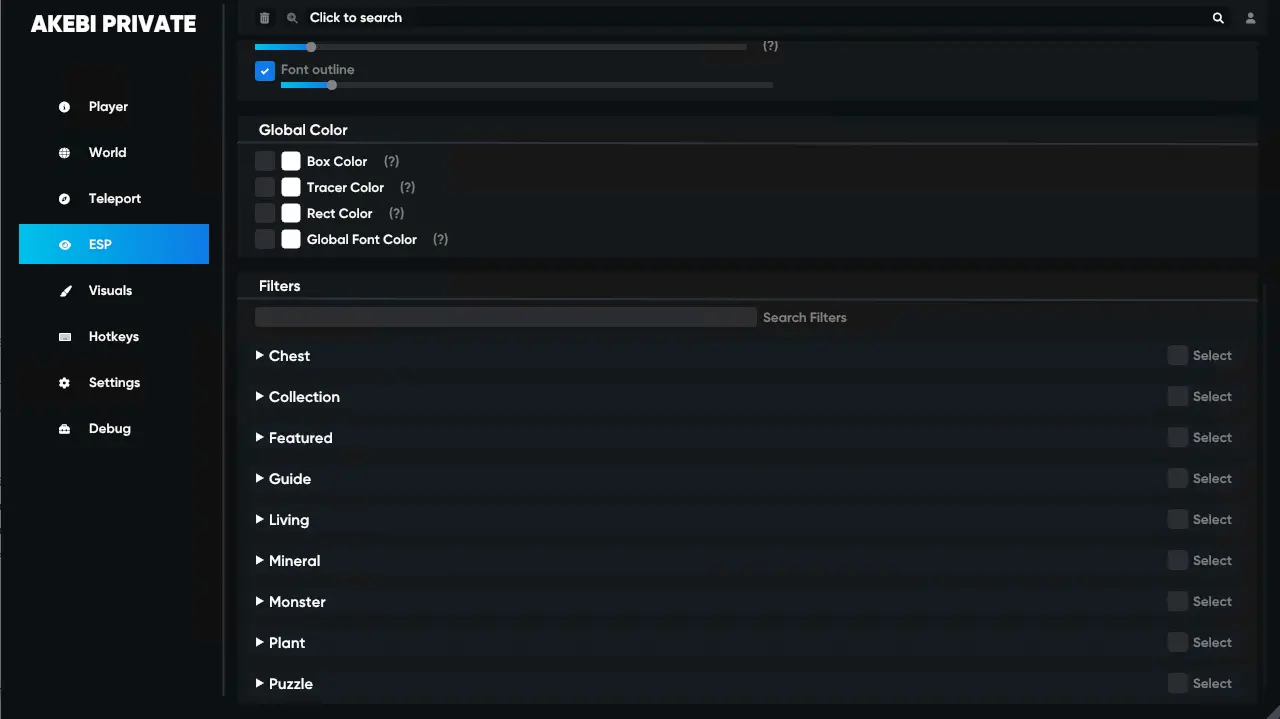 AKEBI PRIVATE
Click to search
Player
World
Teleport
ESP
Visuals
Hotkeys
Settings
Debug
(?)
Font outline
Global Color
Box Color (?)
Tracer Color (?)
Rect Color (?)
Global Font Color (?)
Filters
Search Filters
Chest Select
Collection Select
Featured Select
Guide Select
Living Select
Mineral Select
Monster Select
Plant Select
Puzzle Select